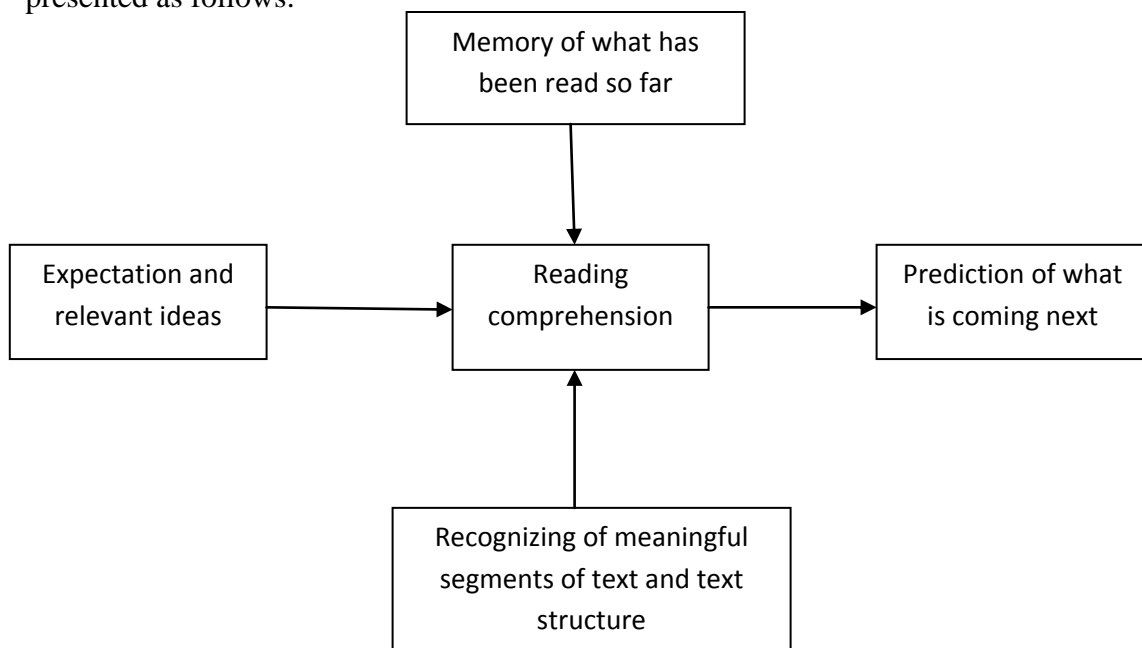 presented as follows:
Memory of what has
been read so far
Expectation and
relevant ideas
Reading
comprehension
Prediction of what
is coming next
Recognizing of meaningful
segments of text and text
structure